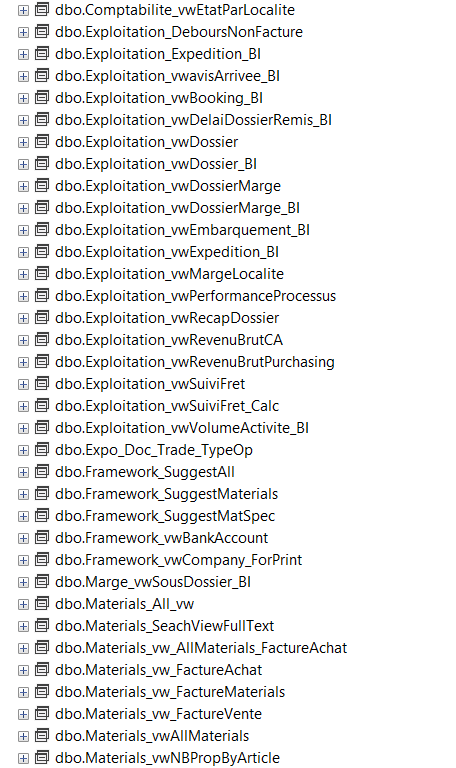 dbo.Comptabilite_vwEtatParLocalite
dbo.Exploitation_DeboursNonFacture
dbo.Exploitation_Expedition_BI
dbo.Exploitation_vwavisArrivee_BI
dbo.Exploitation_vwBooking_BI
dbo.Exploitation_vwDelaiDossierRemis_BI
dbo.Exploitation_vwDossier
dbo.Exploitation_vwDossier_BI
dbo.Exploitation_vwDossierMarge
dbo.Exploitation_vwDossierMarge_BI
dbo.Exploitation_vwEmbarquement_BI
dbo.Exploitation_vwExpedition_BI
dbo.Exploitation_vwMargeLocalite
dbo.Exploitation_vwPerformanceProcessus
dbo.Exploitation_vwRecapDossier
dbo.Exploitation_vwRevenuBrutCA
dbo.Exploitation_vwRevenuBrutPurchasing
dbo.Exploitation_vwSuiviFret
dbo.Exploitation_vwSuiviFret_Calc
dbo.Exploitation_vwVolumeActivite_BI
dbo.Expo_Doc_Trade_TypeOp
dbo.Framework_SuggestAll
dbo.Framework_SuggestMaterials
dbo.Framework_SuggestMatSpec
dbo.Framework_vwBankAccount
dbo.Framework_vwCompany_ForPrint
dbo.Marge_vwSousDossier_BI
dbo.Materials_All_vw
dbo.Materials_SeachViewFullText
dbo.Materials_vw_AllMaterials_FactureAchat
dbo.Materials_vw_FactureAchat
dbo.Materials_vw_FactureMaterials
dbo.Materials_vw_FactureVente
dbo.Materials_vwAllMaterials
dbo.Materials_vwNBPropByArticle